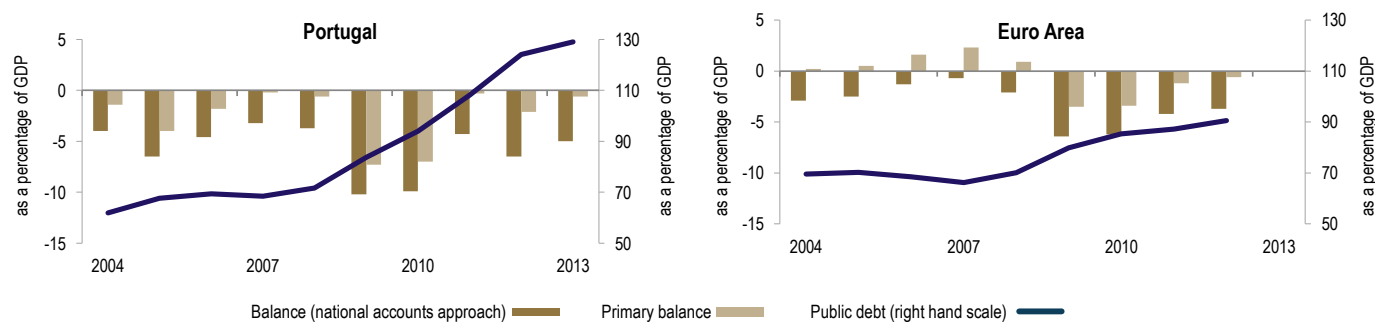 Portugal
as a percentage of GDP
5
0
-5
-10
-15
130
110
90
70
50
as a percentage of GDP
2004 2007 2010 2013
Euro Area
as a percentage of GDP
5
0
-5
-10
-15
130
110
90
70
50
as a percentage of GDP
2004 2007 2010 2013
Balance (national accounts approach) Primary balance Public debt (right hand scale)